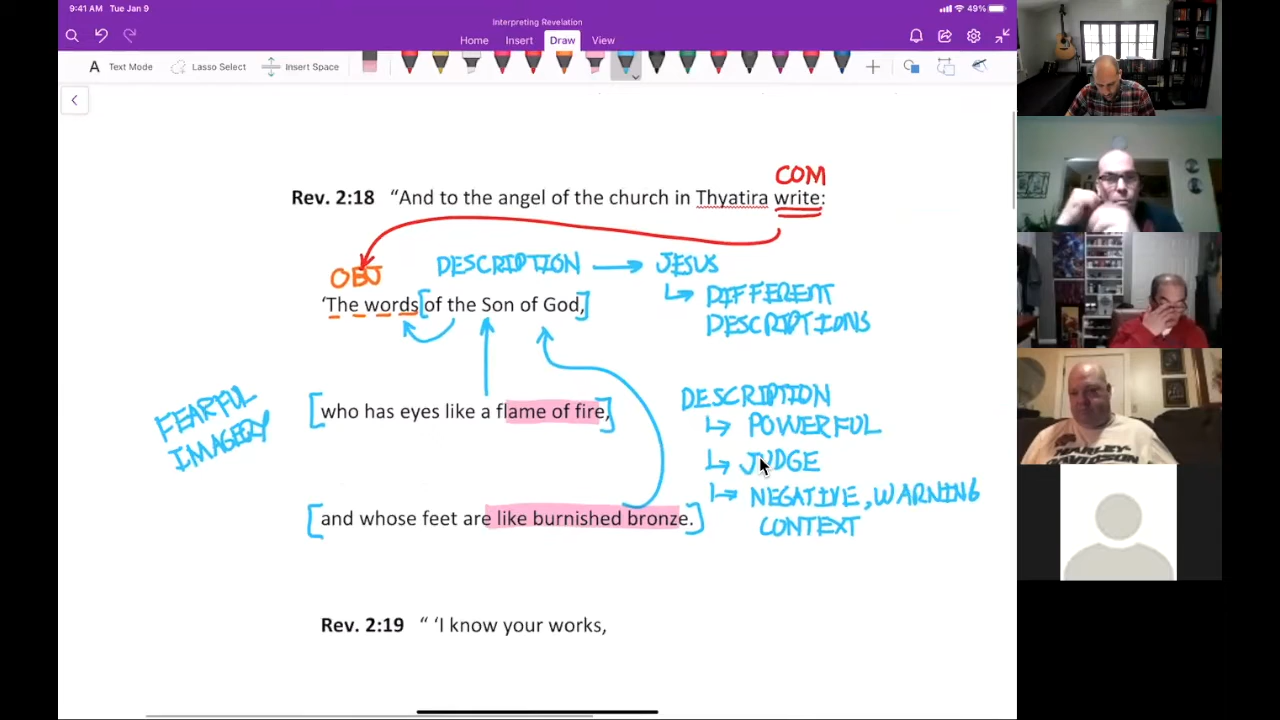 9:41 AM Tue Jan 9
49%
Interpreting Revelation
Home Insert Draw View
A Text Mode Lasso Select Insert Space
COM
Rev. 2:18 “And to the angel of the church in Thyatira write:
OBJ DESCRIPTION → JESUS
↳ DIFFERENT
DESCRIPTIONS
‘The words [of the Son of God,]
FEARFUL
IMAGERY
[who has eyes like a flame of fire,]
DESCRIPTION
↳ POWERFUL
↳ JUDGE
↳ NEGATIVE, WARNING
CONTEXT
[and whose feet are like burnished bronze.]
Rev. 2:19 “ ‘I know your works,
HARLEY-
DAVIDSON